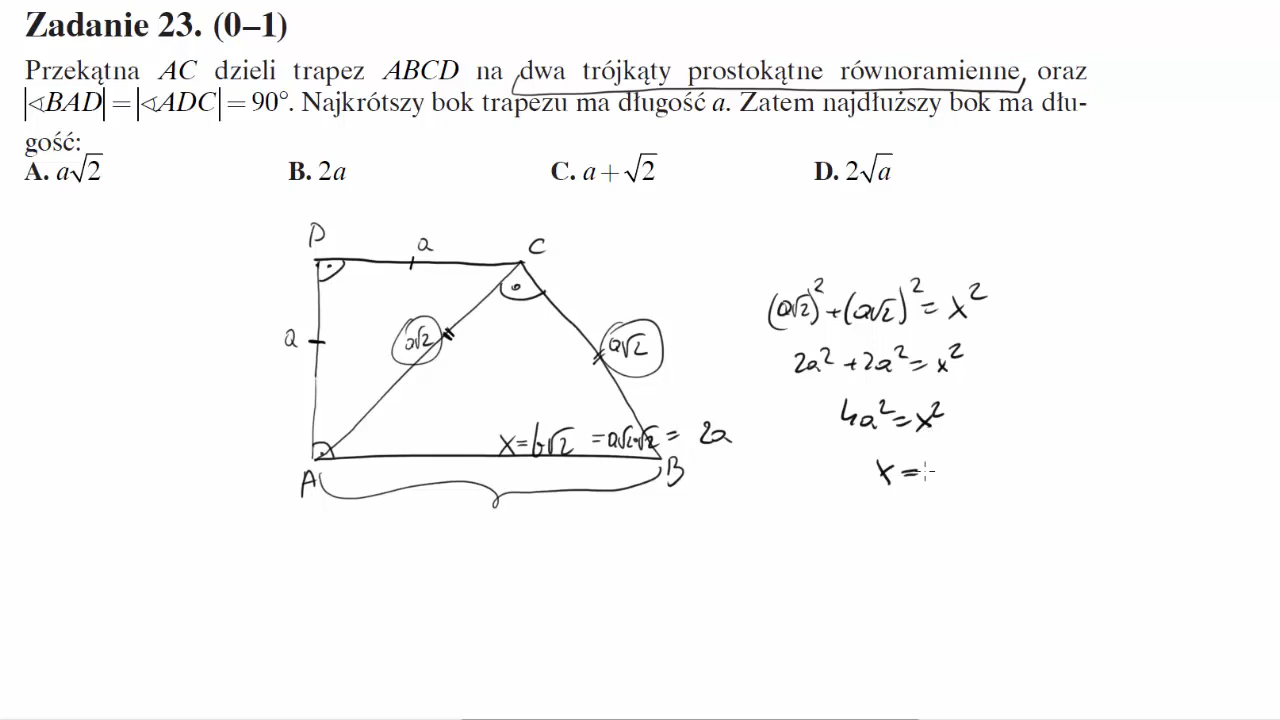 Zadanie 23. (0–1)
Przekątna AC dzieli trapez ABCD na dwa trójkąty prostokątne równoramienne, oraz
|∢BAD| = |∢ADC| = 90°. Najkrótszy bok trapezu ma długość a. Zatem najdłuższy bok ma dłu-
gość:
A. a√2 B. 2a C. a + √2 D. 2√a
D a C
a a√2 a√2
x = b√2 = a√2·√2 = 2a
A B
(a√2)² + (a√2)² = x²
2a² + 2a² = x²
4a² = x²
x =